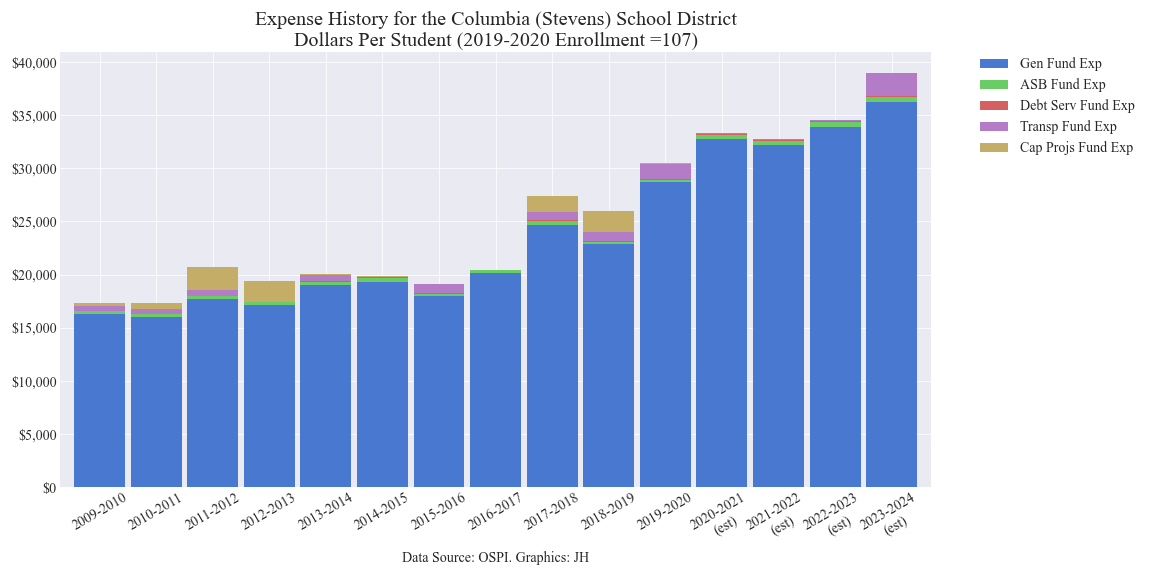 Expense History for the Columbia (Stevens) School District
Dollars Per Student (2019-2020 Enrollment =107)
$40,000
$35,000
$30,000
$25,000
$20,000
$15,000
$10,000
$5,000
$0
Gen Fund Exp
ASB Fund Exp
Debt Serv Fund Exp
Transp Fund Exp
Cap Projs Fund Exp
2009-2010
2010-2011
2011-2012
2012-2013
2013-2014
2014-2015
2015-2016
2016-2017
2017-2018
2018-2019
2019-2020
2020-2021
(est)
2021-2022
(est)
2022-2023
(est)
2023-2024
(est)
Data Source: OSPI. Graphics: JH